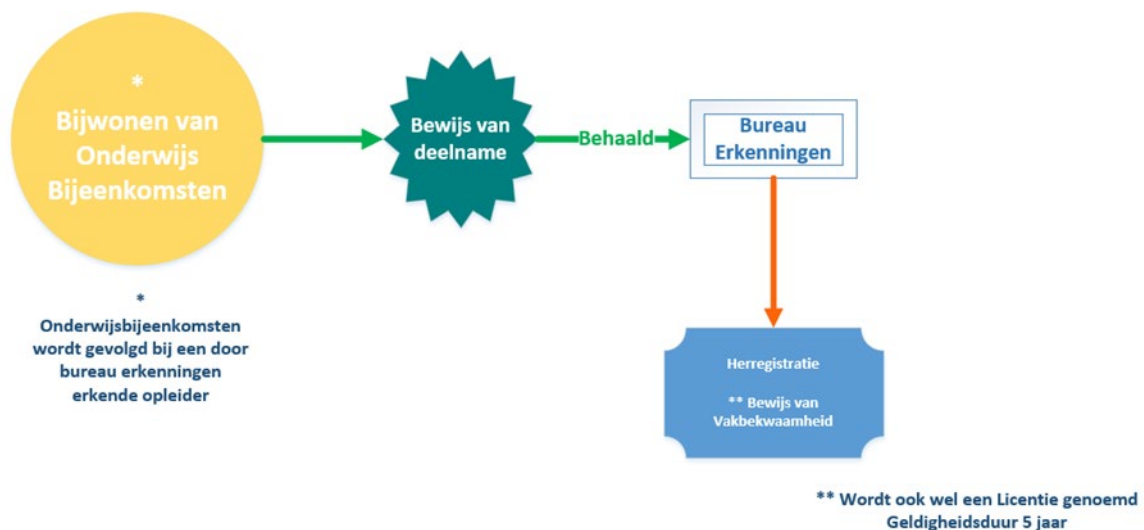 *
Bijwonen van
Onderwijs
Bijeenkomsten
Bewijs van
deelname
Behaald
Bureau
Erkenningen
*
Onderwijsbijeenkomsten
wordt gevolgd bij een door
bureau erkenningen
erkende opleider
Herregistratie
** Bewijs van
Vakbekwaamheid
** Wordt ook wel een Licentie genoemd
Geldigheidsduur 5 jaar